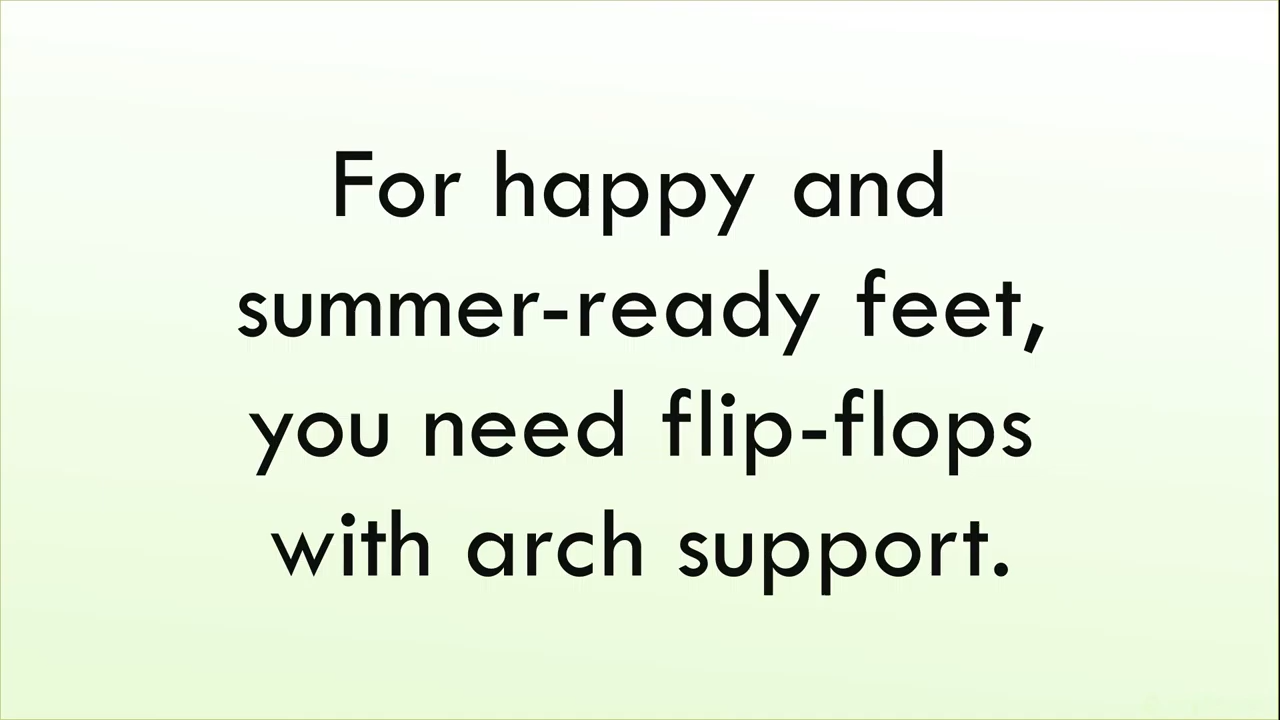 For happy and
summer-ready feet,
you need flip-flops
with arch support.